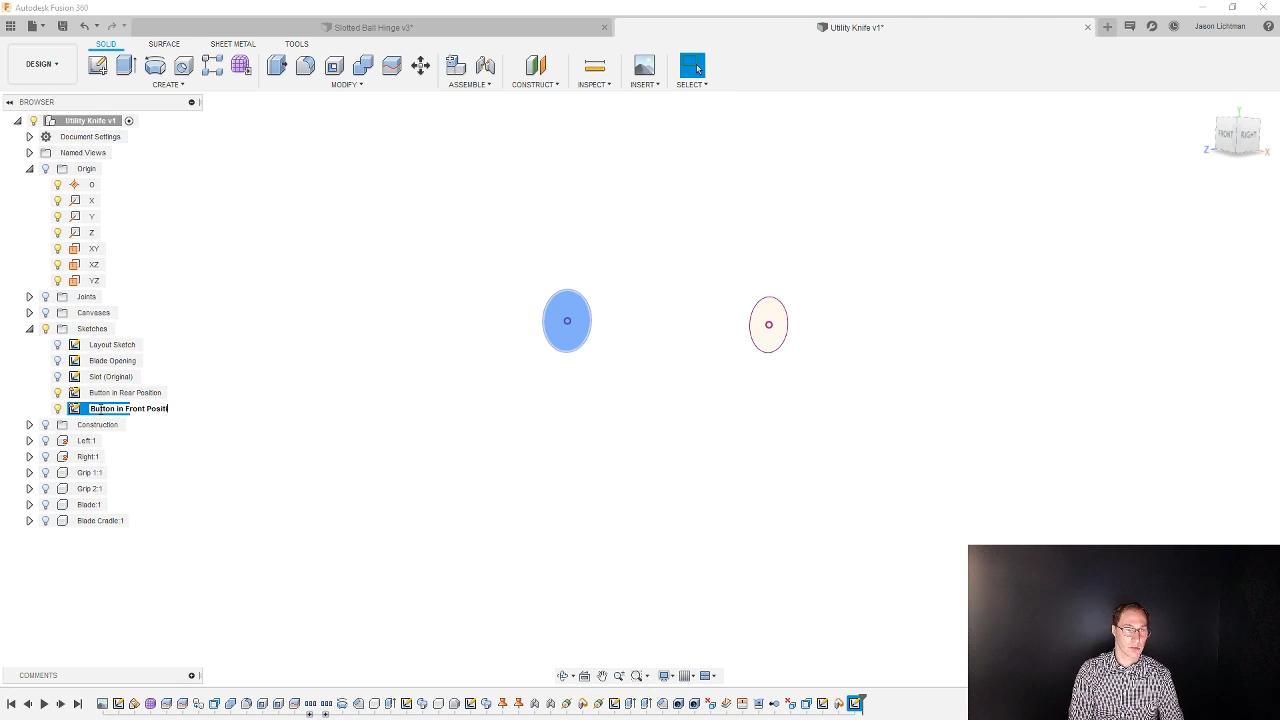 Autodesk Fusion 360
Slotted Ball Hinge v3*
Utility Knife v1*
Jason Lichtman
DESIGN
SOLID
SURFACE
SHEET METAL
TOOLS
CREATE
MODIFY
ASSEMBLE
CONSTRUCT
INSPECT
INSERT
SELECT
BROWSER
Utility Knife v1
Document Settings
Named Views
Origin
O
X
Y
Z
XY
XZ
YZ
Joints
Canvases
Sketches
Layout Sketch
Blade Opening
Slot (Original)
Button in Rear Position
Button in Front Positi
Construction
Left:1
Right:1
Grip 1:1
Grip 2:1
Blade:1
Blade Cradle:1
Y
FRONT
RIGHT
Z
X
COMMENTS